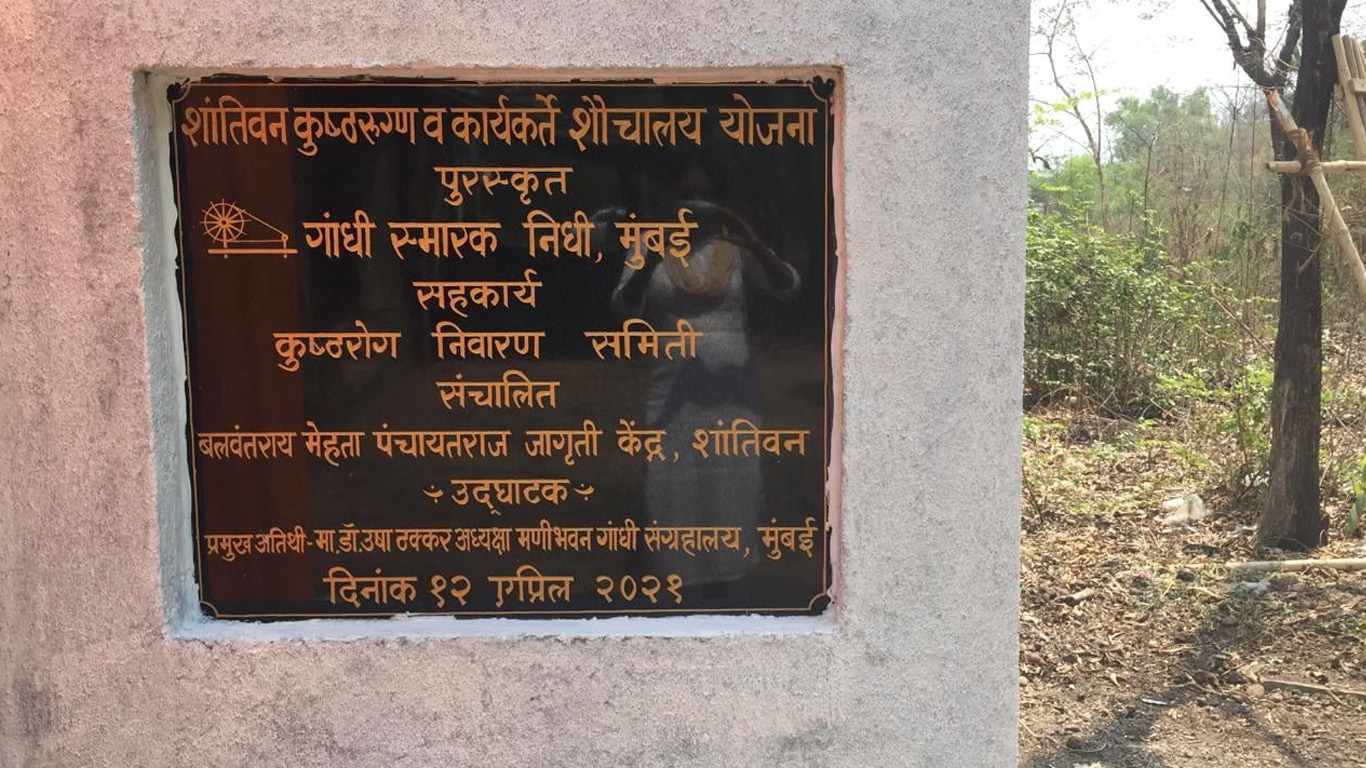 शांतिवन कुष्ठरुग्ण व कार्यकर्ते शौचालय योजना
पुरस्कृत
गांधी स्मारक निधी, मुंबई
सहकार्य
कुष्ठरोग निवारण समिती
संचालित
बलवंतराय मेहता पंचायतराज जागृती केंद्र, शांतिवन
उद्‌घाटक
प्रमुख अतिथी-मा.डॉ.उषा ठक्कर अध्यक्षा मणीभवन गांधी संग्रहालय, मुंबई
दिनांक १२ एप्रिल २०२१